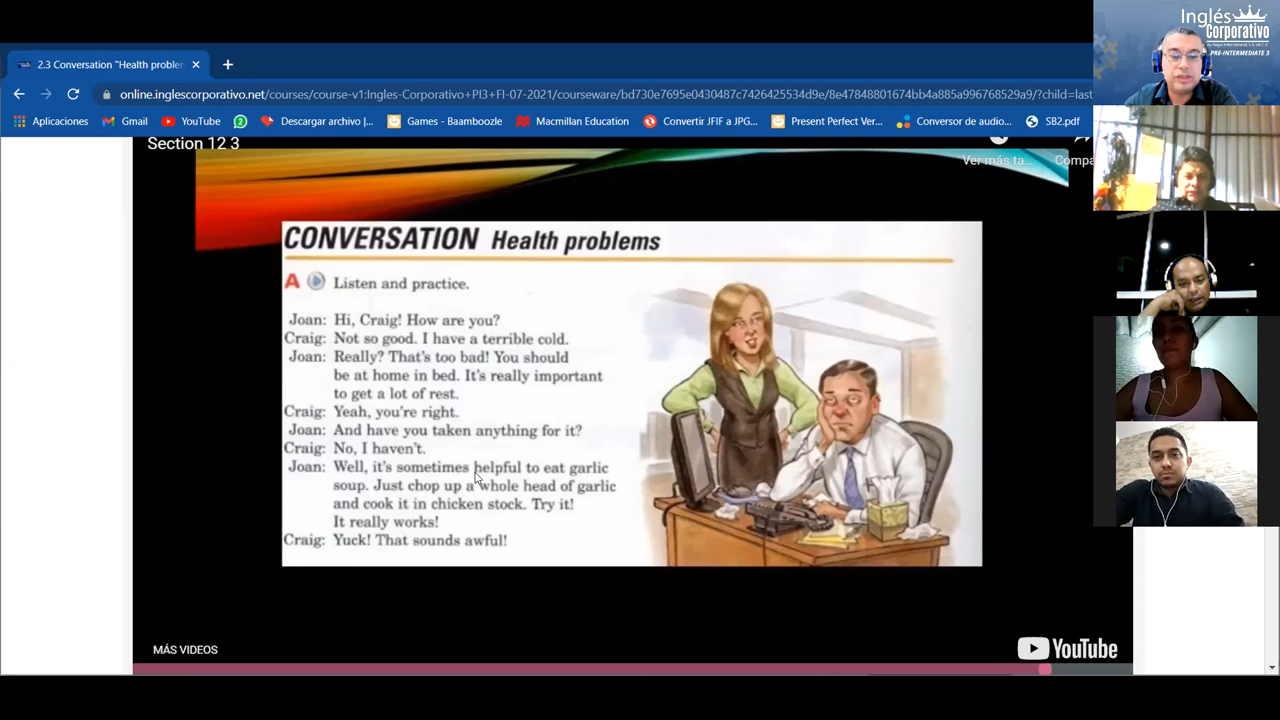 Inglés
Corporativo
PRE-INTERMEDIATE 3
2.3 Conversation "Health problem
online.inglescorporativo.net/courses/course-v1:Ingles-Corporativo+PI3+FI-07-2021/courseware/bd730e7695e0430487c7426425534d9e/8e47848801674bb4a885a996768529a9/?child=last
Aplicaciones Gmail YouTube Descargar archivo |... Games - Baamboozle Macmillan Education Convertir JFIF a JPG... Present Perfect Ver... Conversor de audio... SB2.pdf
Section 12 3
Ver más ta... Compa
CONVERSATION Health problems
A Listen and practice.
Joan: Hi, Craig! How are you?
Craig: Not so good. I have a terrible cold.
Joan: Really? That's too bad! You should
be at home in bed. It's really important
to get a lot of rest.
Craig: Yeah, you're right.
Joan: And have you taken anything for it?
Craig: No, I haven't.
Joan: Well, it's sometimes helpful to eat garlic
soup. Just chop up a whole head of garlic
and cook it in chicken stock. Try it!
It really works!
Craig: Yuck! That sounds awful!
MÁS VIDEOS
YouTube